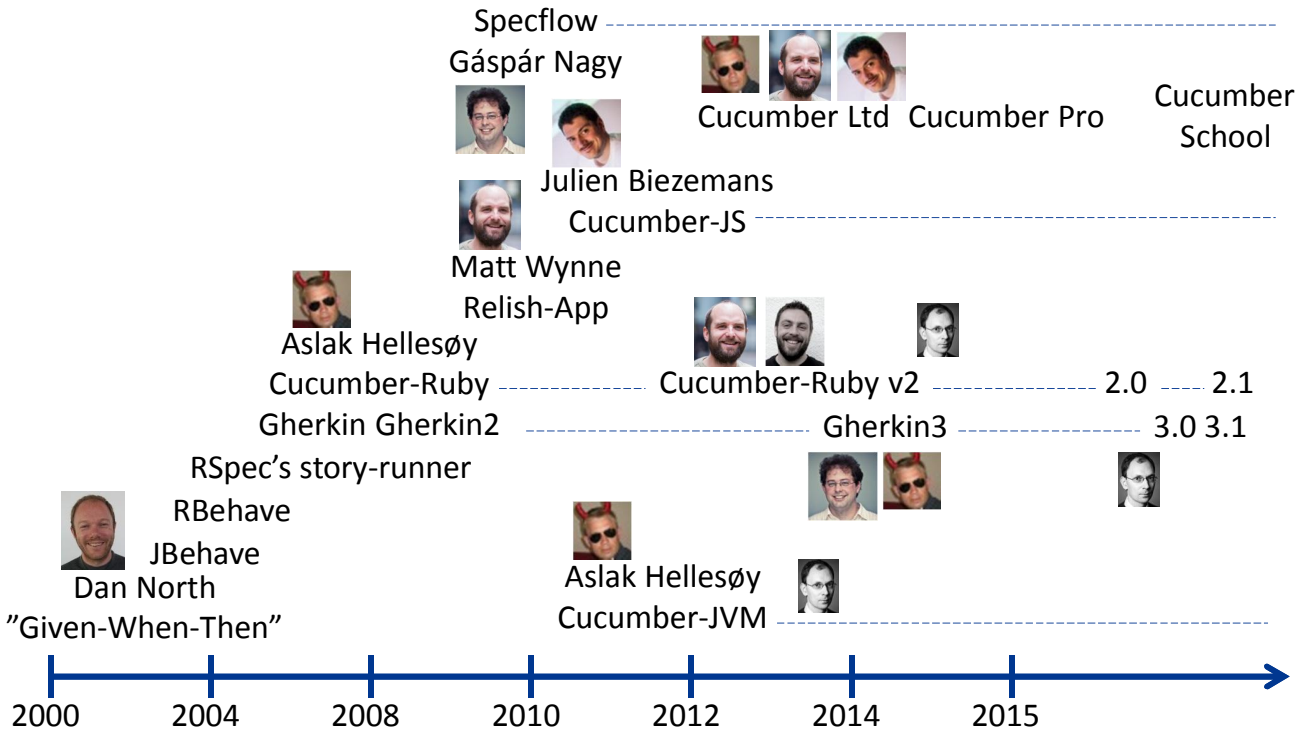 Specflow
Gáspár Nagy
Cucumber Ltd
Cucumber Pro
Cucumber
School
Julien Biezemans
Cucumber-JS
Matt Wynne
Relish-App
Aslak Hellesøy
Cucumber-Ruby
Cucumber-Ruby v2
2.0
2.1
Gherkin Gherkin2
Gherkin3
3.0 3.1
RSpec’s story-runner
RBehave
JBehave
Dan North
”Given-When-Then”
Aslak Hellesøy
Cucumber-JVM
2000
2004
2008
2010
2012
2014
2015